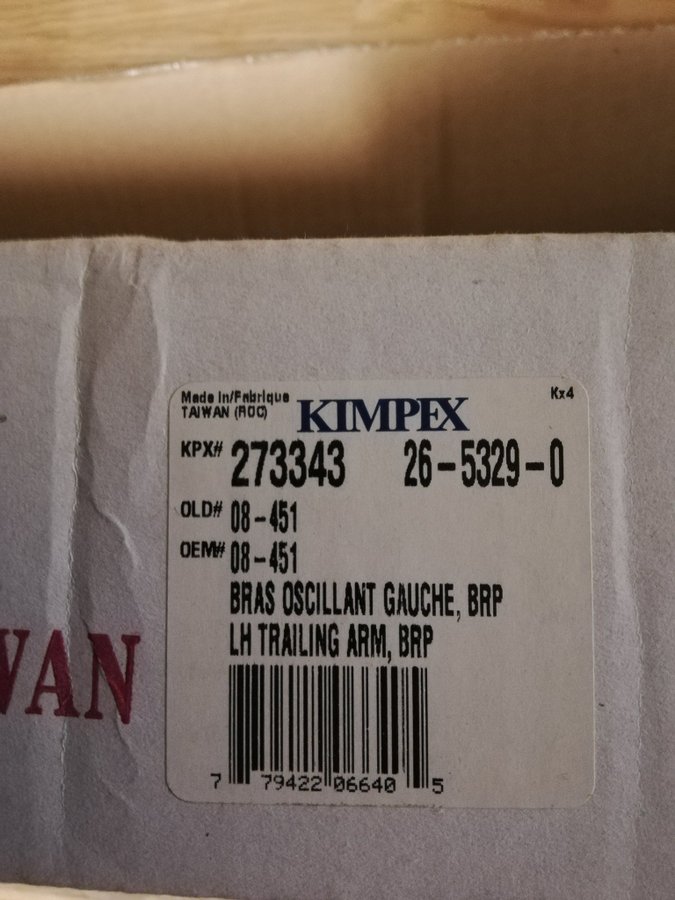 Made in/Fabrique
TAIWAN (ROC)
KIMPEX
Kx4
KPX# 273343 26-5329-0
OLD# 08-451
OEM# 08-451
BRAS OSCILLANT GAUCHE, BRP
LH TRAILING ARM, BRP
7 79422 06640 5
WAN